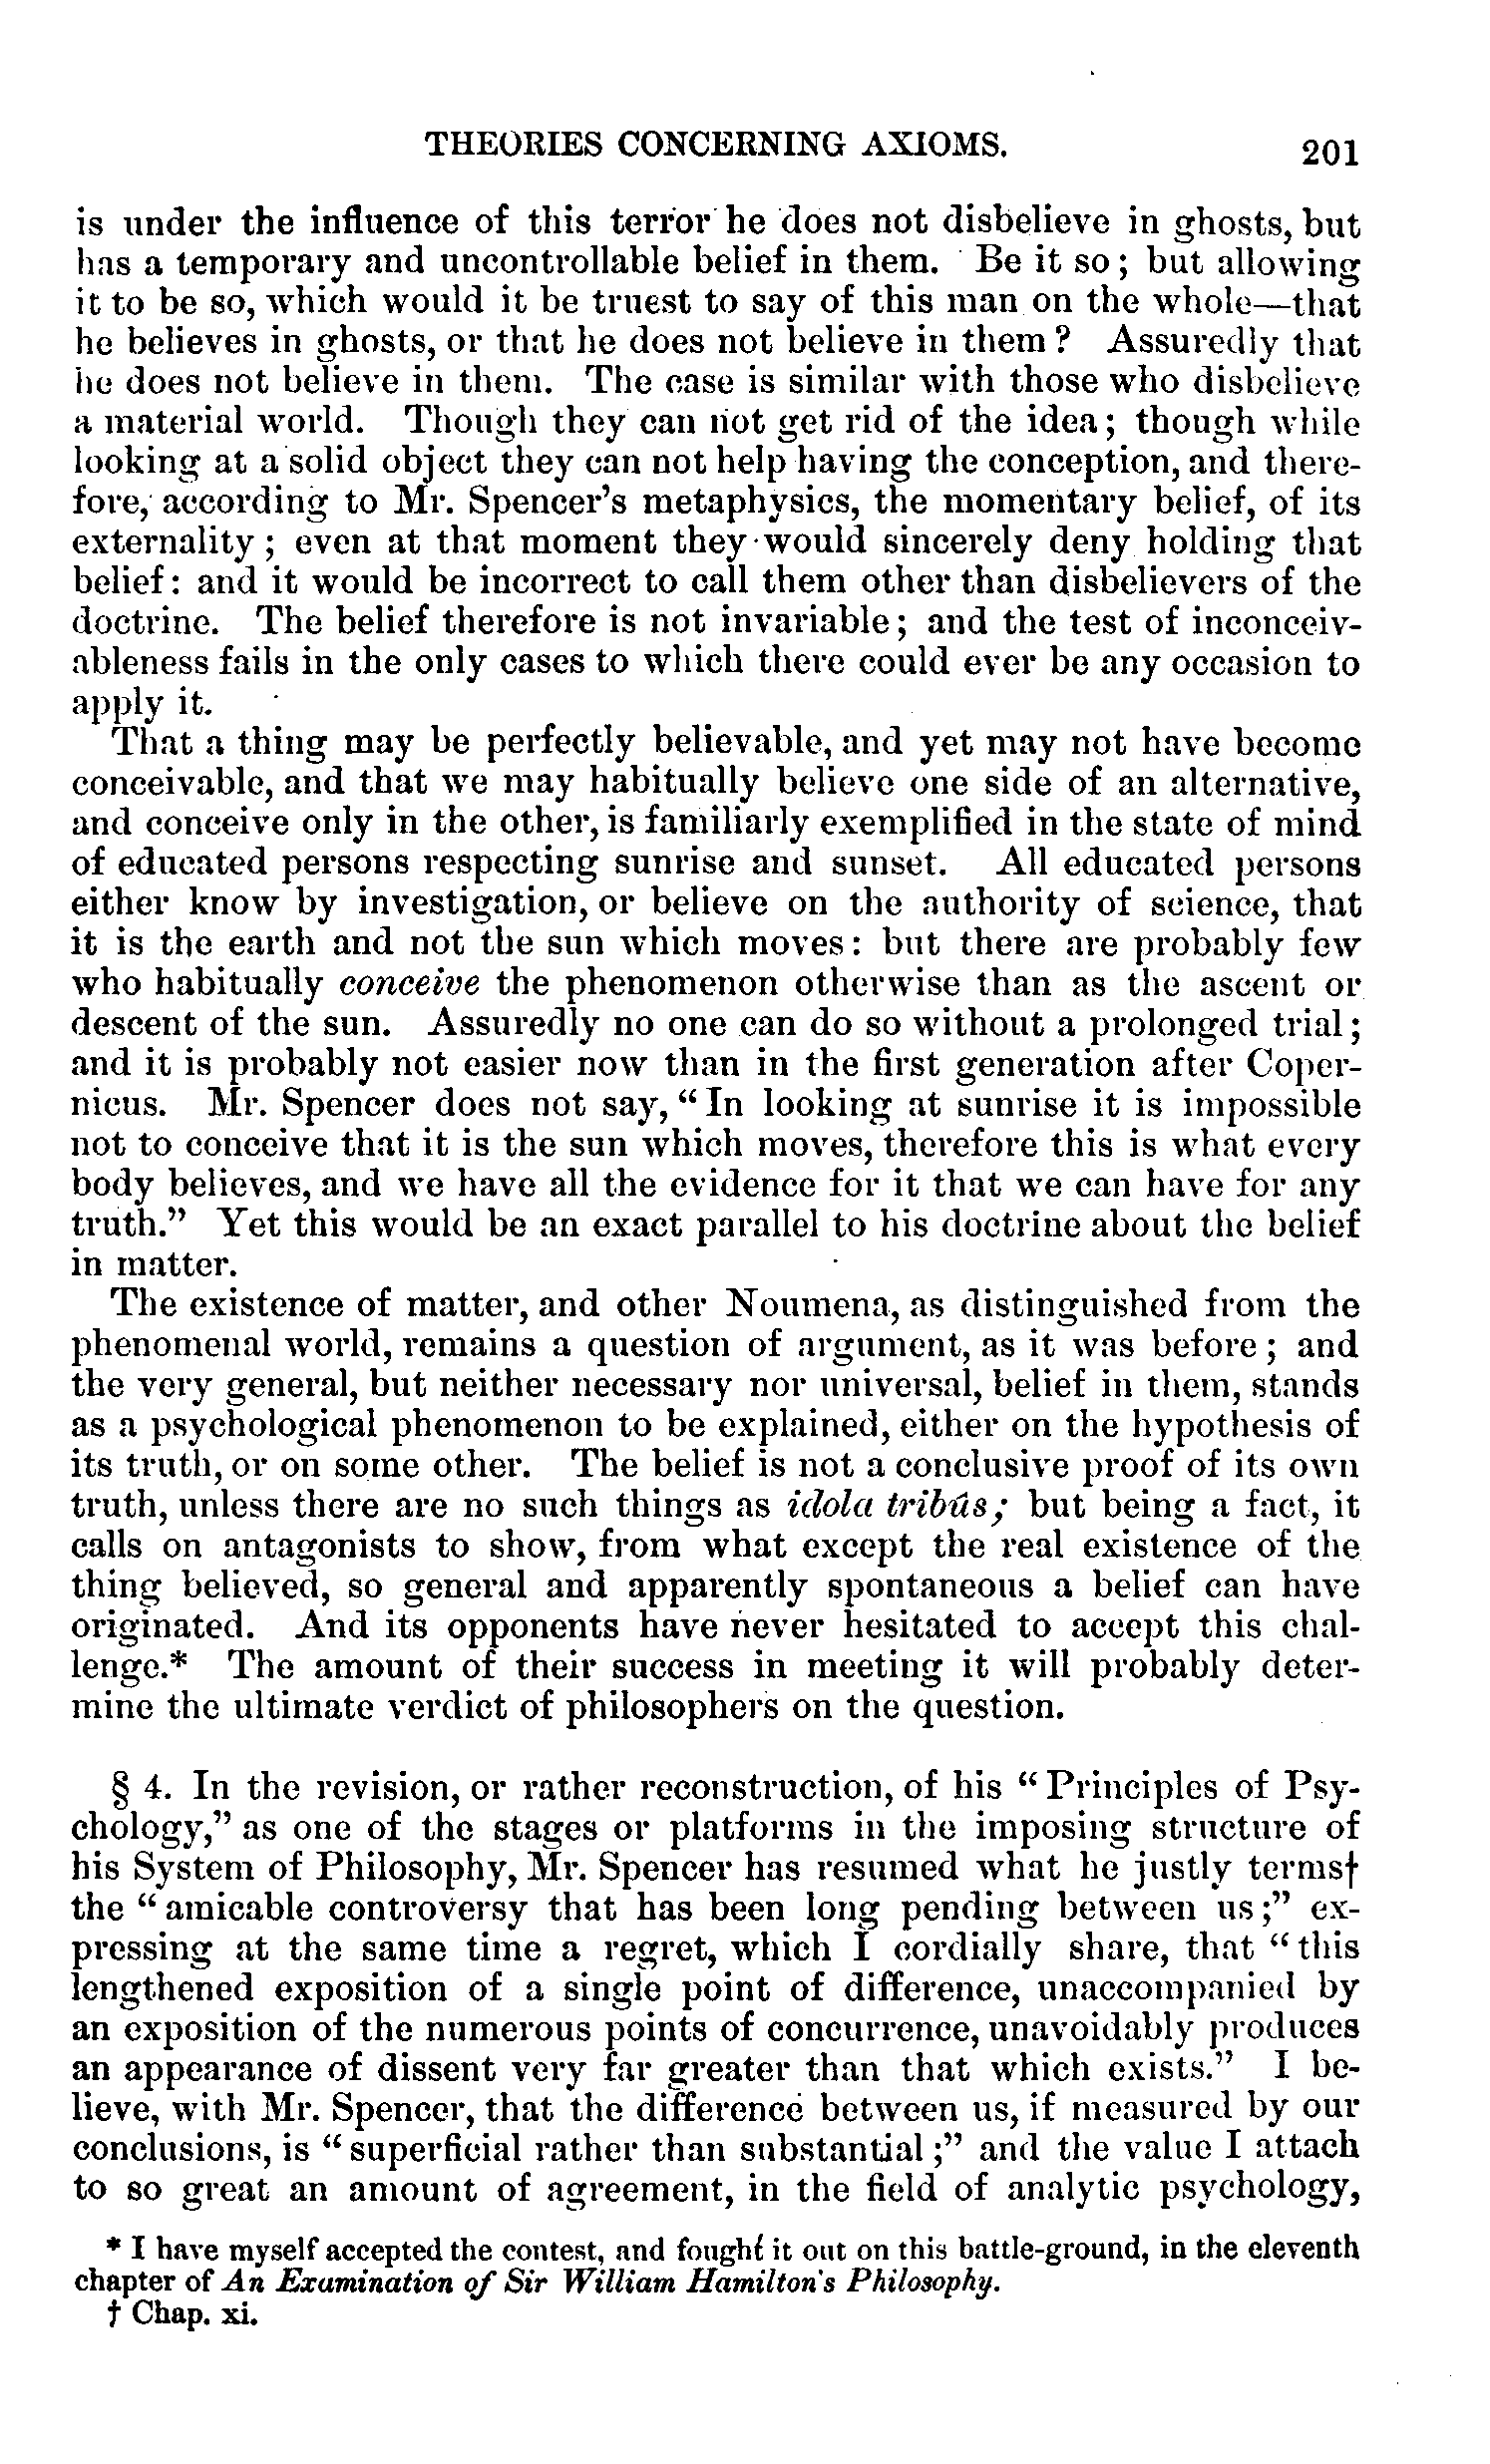 THEORIES CONCERNING AXIOMS. 201
is under the influence of this terror he does not disbelieve in ghosts, but
has a temporary and uncontrollable belief in them. Be it so; but allowing
it to be so, which would it be truest to say of this man on the whole—that
he believes in ghosts, or that he does not believe in them? Assuredly that
he does not believe in them. The case is similar with those who disbelieve
a material world. Though they can not get rid of the idea; though while
looking at a solid object they can not help having the conception, and there-
fore, according to Mr. Spencer's metaphysics, the momentary belief, of its
externality; even at that moment they would sincerely deny holding that
belief: and it would be incorrect to call them other than disbelievers of the
doctrine. The belief therefore is not invariable; and the test of inconceiv-
ableness fails in the only cases to which there could ever be any occasion to
apply it.
That a thing may be perfectly believable, and yet may not have become
conceivable, and that we may habitually believe one side of an alternative,
and conceive only in the other, is familiarly exemplified in the state of mind
of educated persons respecting sunrise and sunset. All educated persons
either know by investigation, or believe on the authority of science, that
it is the earth and not the sun which moves: but there are probably few
who habitually conceive the phenomenon otherwise than as the ascent or
descent of the sun. Assuredly no one can do so without a prolonged trial;
and it is probably not easier now than in the first generation after Coper-
nicus. Mr. Spencer does not say, "In looking at sunrise it is impossible
not to conceive that it is the sun which moves, therefore this is what every
body believes, and we have all the evidence for it that we can have for any
truth." Yet this would be an exact parallel to his doctrine about the belief
in matter.
The existence of matter, and other Noumena, as distinguished from the
phenomenal world, remains a question of argument, as it was before; and
the very general, but neither necessary nor universal, belief in them, stands
as a psychological phenomenon to be explained, either on the hypothesis of
its truth, or on some other. The belief is not a conclusive proof of its own
truth, unless there are no such things as idola tribûs; but being a fact, it
calls on antagonists to show, from what except the real existence of the
thing believed, so general and apparently spontaneous a belief can have
originated. And its opponents have never hesitated to accept this chal-
lenge.* The amount of their success in meeting it will probably deter-
mine the ultimate verdict of philosophers on the question.
§ 4. In the revision, or rather reconstruction, of his "Principles of Psy-
chology," as one of the stages or platforms in the imposing structure of
his System of Philosophy, Mr. Spencer has resumed what he justly terms†
the "amicable controversy that has been long pending between us;" ex-
pressing at the same time a regret, which I cordially share, that "this
lengthened exposition of a single point of difference, unaccompanied by
an exposition of the numerous points of concurrence, unavoidably produces
an appearance of dissent very far greater than that which exists." I be-
lieve, with Mr. Spencer, that the difference between us, if measured by our
conclusions, is "superficial rather than substantial;" and the value I attach
to so great an amount of agreement, in the field of analytic psychology,
* I have myself accepted the contest, and fought it out on this battle-ground, in the eleventh
chapter of An Examination of Sir William Hamilton's Philosophy.
† Chap. xi.